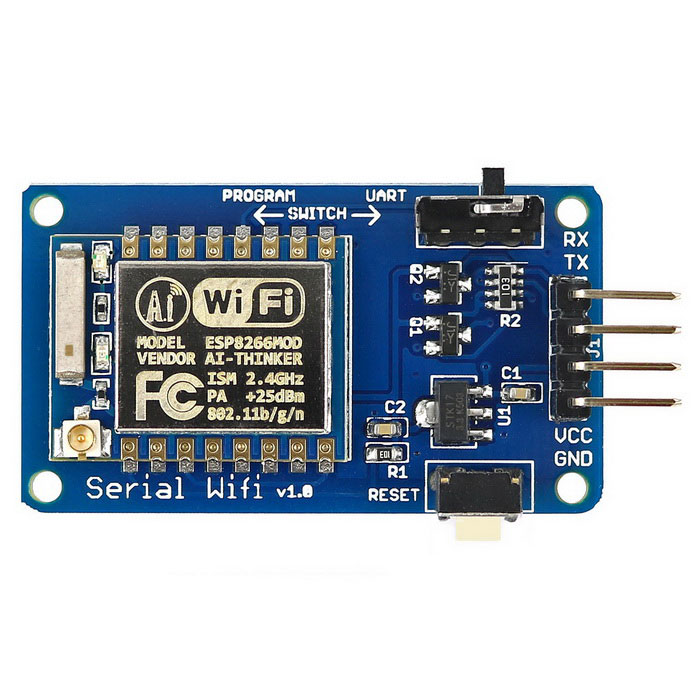 PROGRAM UART
SWITCH
RX
TX
Q2
Ai
WiFi
R2
Q1
J1
MODEL ESP8266MOD
VENDOR AI-THINKER
FC
ISM 2.4GHz
PA +25dBm
802.11b/g/n
C1
C2
U1
VCC
GND
R1
RESET
Serial Wifi v1.0